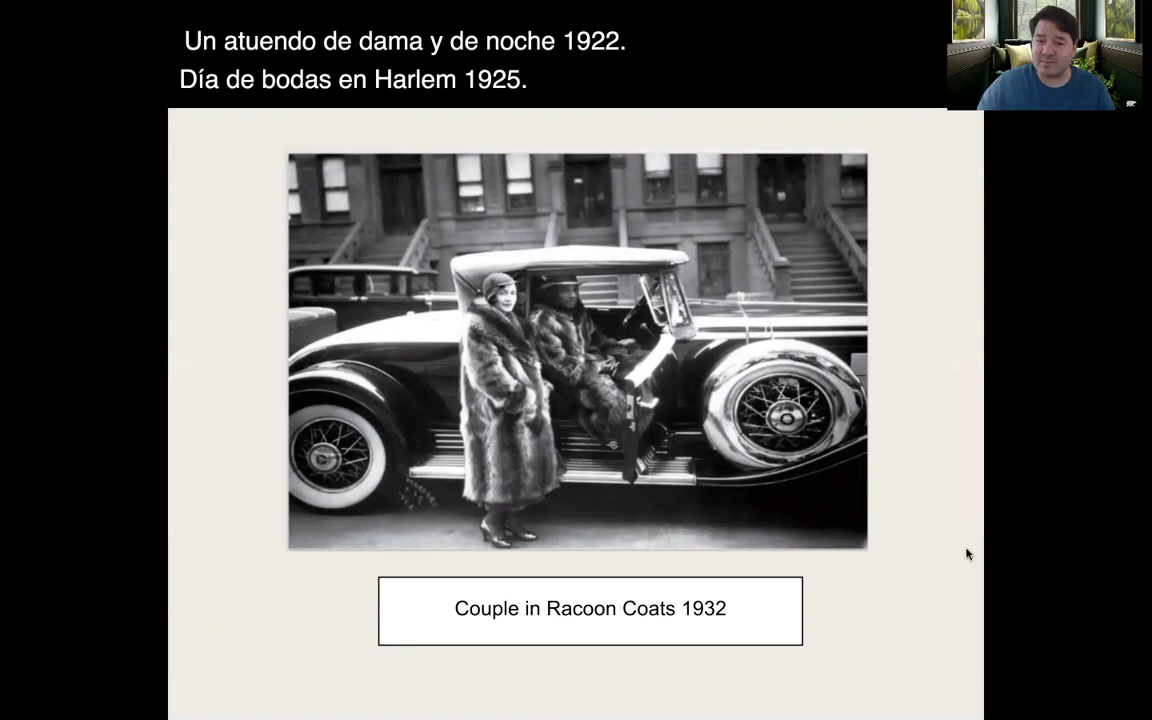 Un atuendo de dama y de noche 1922.
Día de bodas en Harlem 1925.
Couple in Racoon Coats 1932